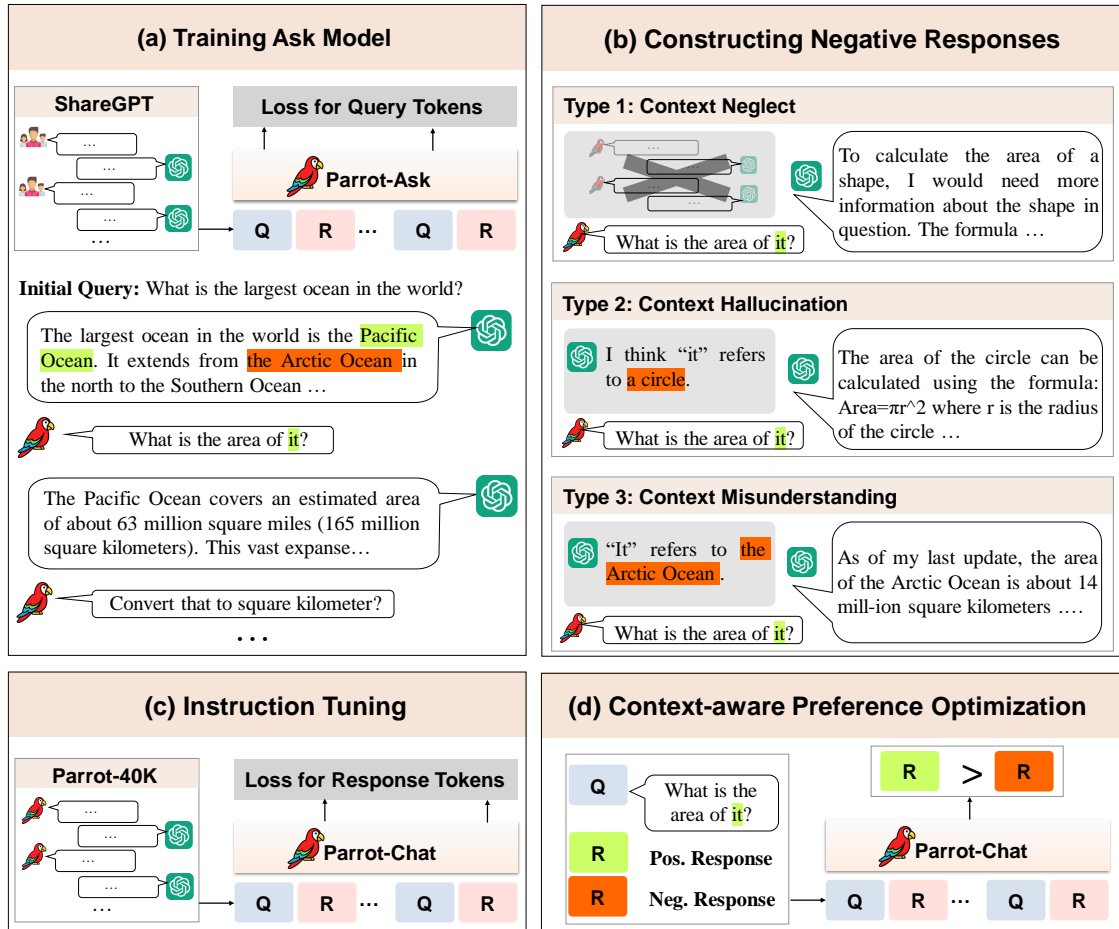 (a) Training Ask Model
ShareGPT
...
...
...
...
...
Loss for Query Tokens
Parrot-Ask
Q R ... Q R
Initial Query: What is the largest ocean in the world?
The largest ocean in the world is the Pacific
Ocean. It extends from the Arctic Ocean in
the north to the Southern Ocean ...
What is the area of it?
The Pacific Ocean covers an estimated area
of about 63 million square miles (165 million
square kilometers). This vast expanse…
Convert that to square kilometer?
...
(b) Constructing Negative Responses
Type 1: Context Neglect
...
...
...
...
What is the area of it?
To calculate the area of a
shape, I would need more
information about the shape in
question. The formula …
Type 2: Context Hallucination
I think “it” refers
to a circle.
What is the area of it?
The area of the circle can be
calculated using the formula:
Area=πr^2 where r is the radius
of the circle …
Type 3: Context Misunderstanding
“It” refers to the
Arctic Ocean .
What is the area of it?
As of my last update, the area
of the Arctic Ocean is about 14
mill-ion square kilometers ….
(c) Instruction Tuning
Parrot-40K
...
...
...
...
...
Loss for Response Tokens
Parrot-Chat
Q R ... Q R
(d) Context-aware Preference Optimization
Q
What is the
area of it?
R Pos. Response
R Neg. Response
R > R
Parrot-Chat
Q R ... Q R